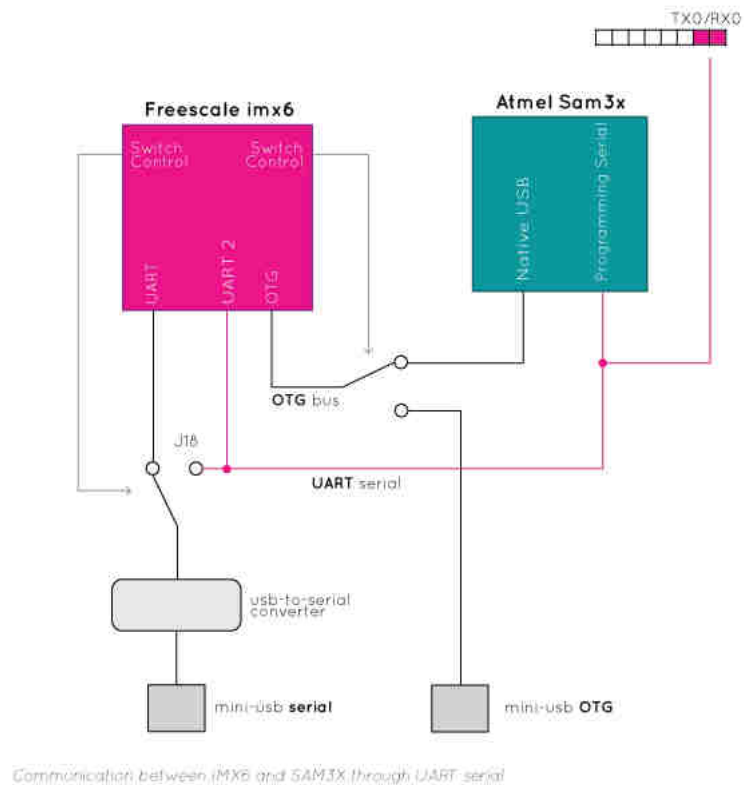 TX0/RX0
Freescale imx6
Atmel Sam3x
Switch
Control
Switch
Control
UART
UART 2
OTG
Native USB
Programming Serial
OTG bus
J18
UART serial
usb-to-serial
converter
mini-usb serial
mini-usb OTG
Communication between iMX6 and SAM3X through UART serial